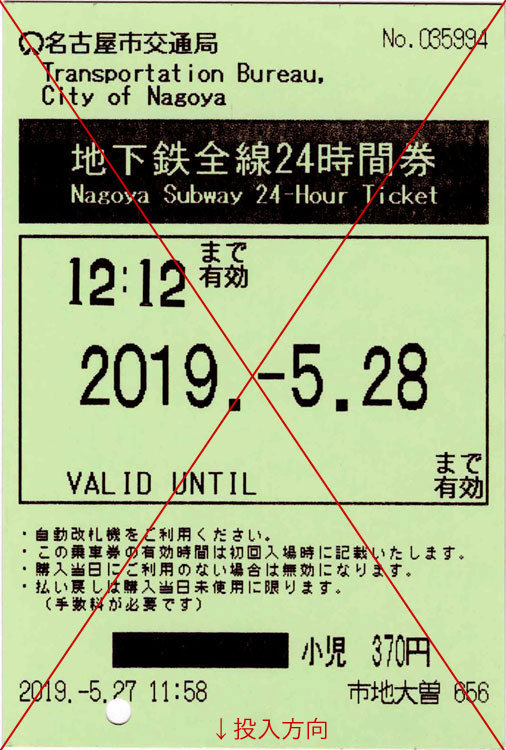 名古屋市交通局 No.035994
Transportation Bureau,
City of Nagoya
地下鉄全線24時間券
Nagoya Subway 24-Hour Ticket
12:12 まで有効
2019.-5.28
VALID UNTIL まで有効
・自動改札機をご利用ください。
・この乗車券の有効時間は初回入場時に記載いたします。
・購入当日にご利用のない場合は無効になります。
・払い戻しは購入当日未使用に限ります。
（手数料が必要です）
小児 370円
2019.-5.27 11:58 市地大曽 656
↓投入方向